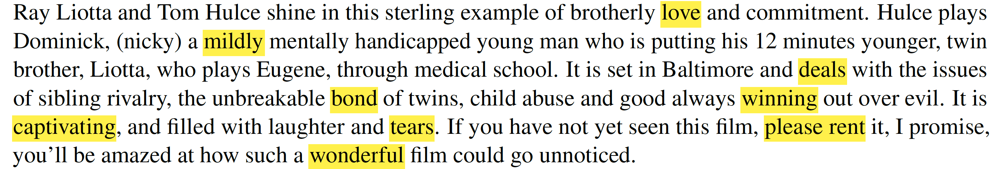 Ray Liotta and Tom Hulce shine in this sterling example of brotherly love and commitment. Hulce plays
Dominick, (nicky) a mildly mentally handicapped young man who is putting his 12 minutes younger, twin
brother, Liotta, who plays Eugene, through medical school. It is set in Baltimore and deals with the issues
of sibling rivalry, the unbreakable bond of twins, child abuse and good always winning out over evil. It is
captivating, and filled with laughter and tears. If you have not yet seen this film, please rent it, I promise,
you’ll be amazed at how such a wonderful film could go unnoticed.